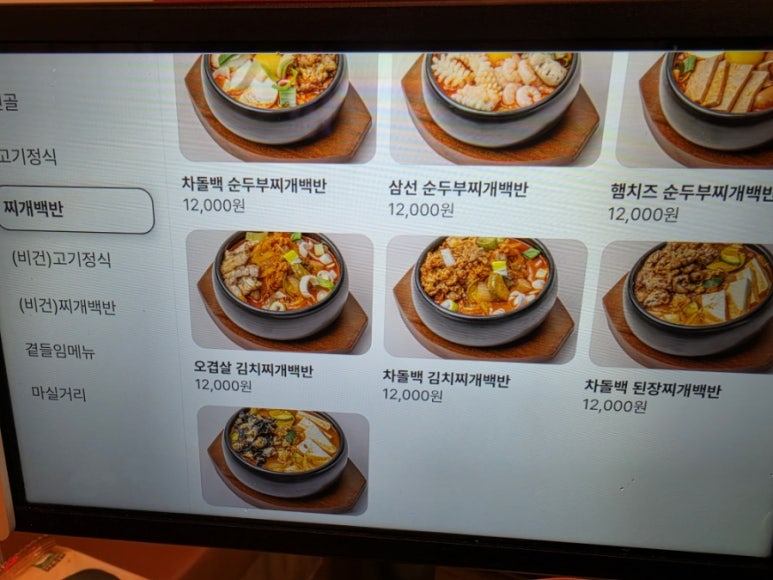 고기정식
찌개백반
(비건)고기정식
(비건)찌개백반
곁들임메뉴
마실거리
차돌백 순두부찌개백반
12,000원
삼선 순두부찌개백반
12,000원
햄치즈 순두부찌개백반
12,000원
오겹살 김치찌개백반
12,000원
차돌백 김치찌개백반
12,000원
차돌백 된장찌개백반
12,000원